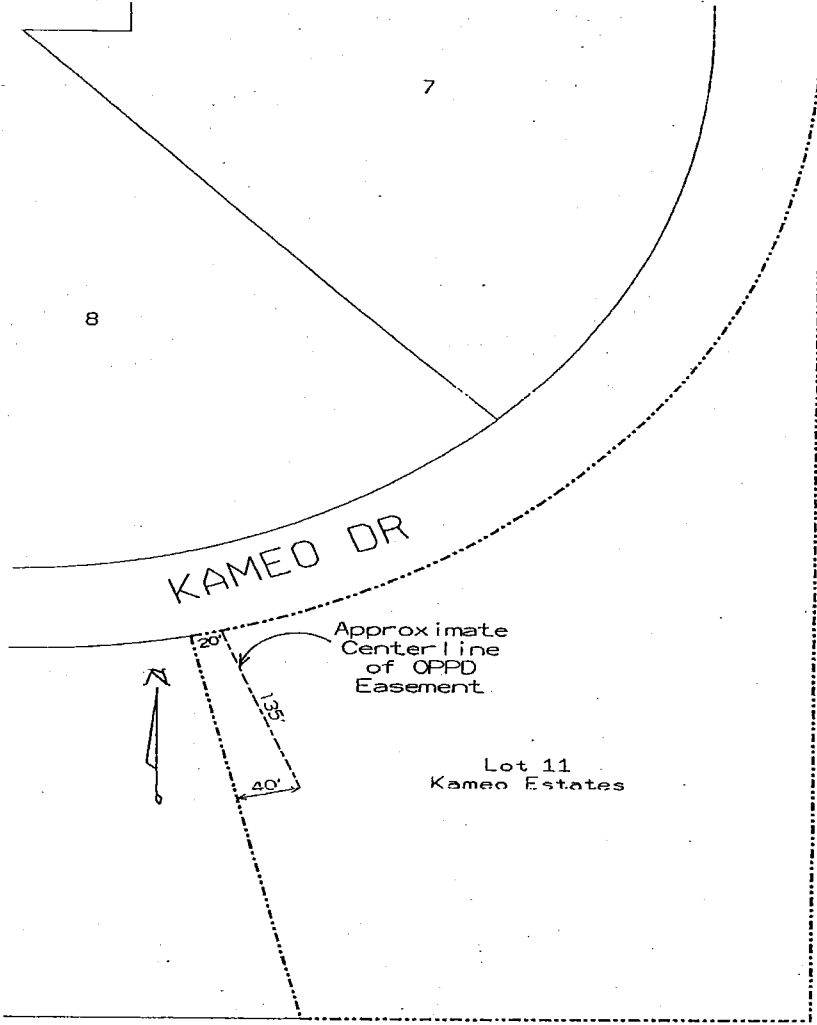 7
8
KAMEO DR
20'
Approximate
Centerline
of OPPD
Easement
135'
40'
Lot 11
Kameo Estates